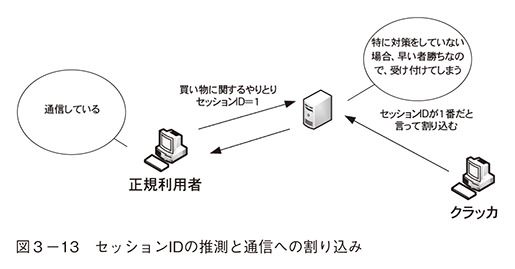 特に対策をしていない
場合、早い者勝ちなの
で、受け付けてしまう
買い物に関するやりとり
セッションID=1
通信している
セッションIDが1番だと
言って割り込む
正規利用者
クラッカ
図3-13 セッションIDの推測と通信への割り込み